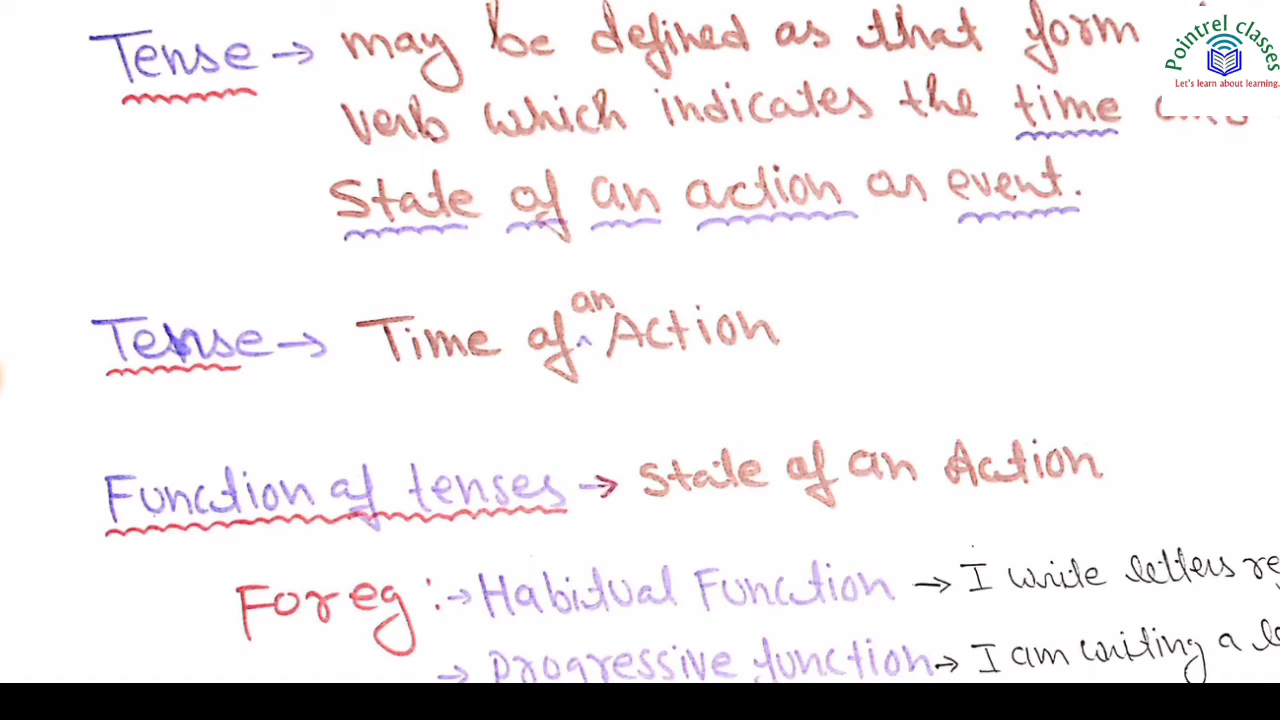 Tense → may be defined as that form
verb which indicates the time
State of an action or event.
Tense → Time of an Action
Function of tenses → State of an Action
For eg :→ Habitual Function → I write letters re
→ Progressive function → I am writing a le
Pointrel classes
Let's learn about learning.